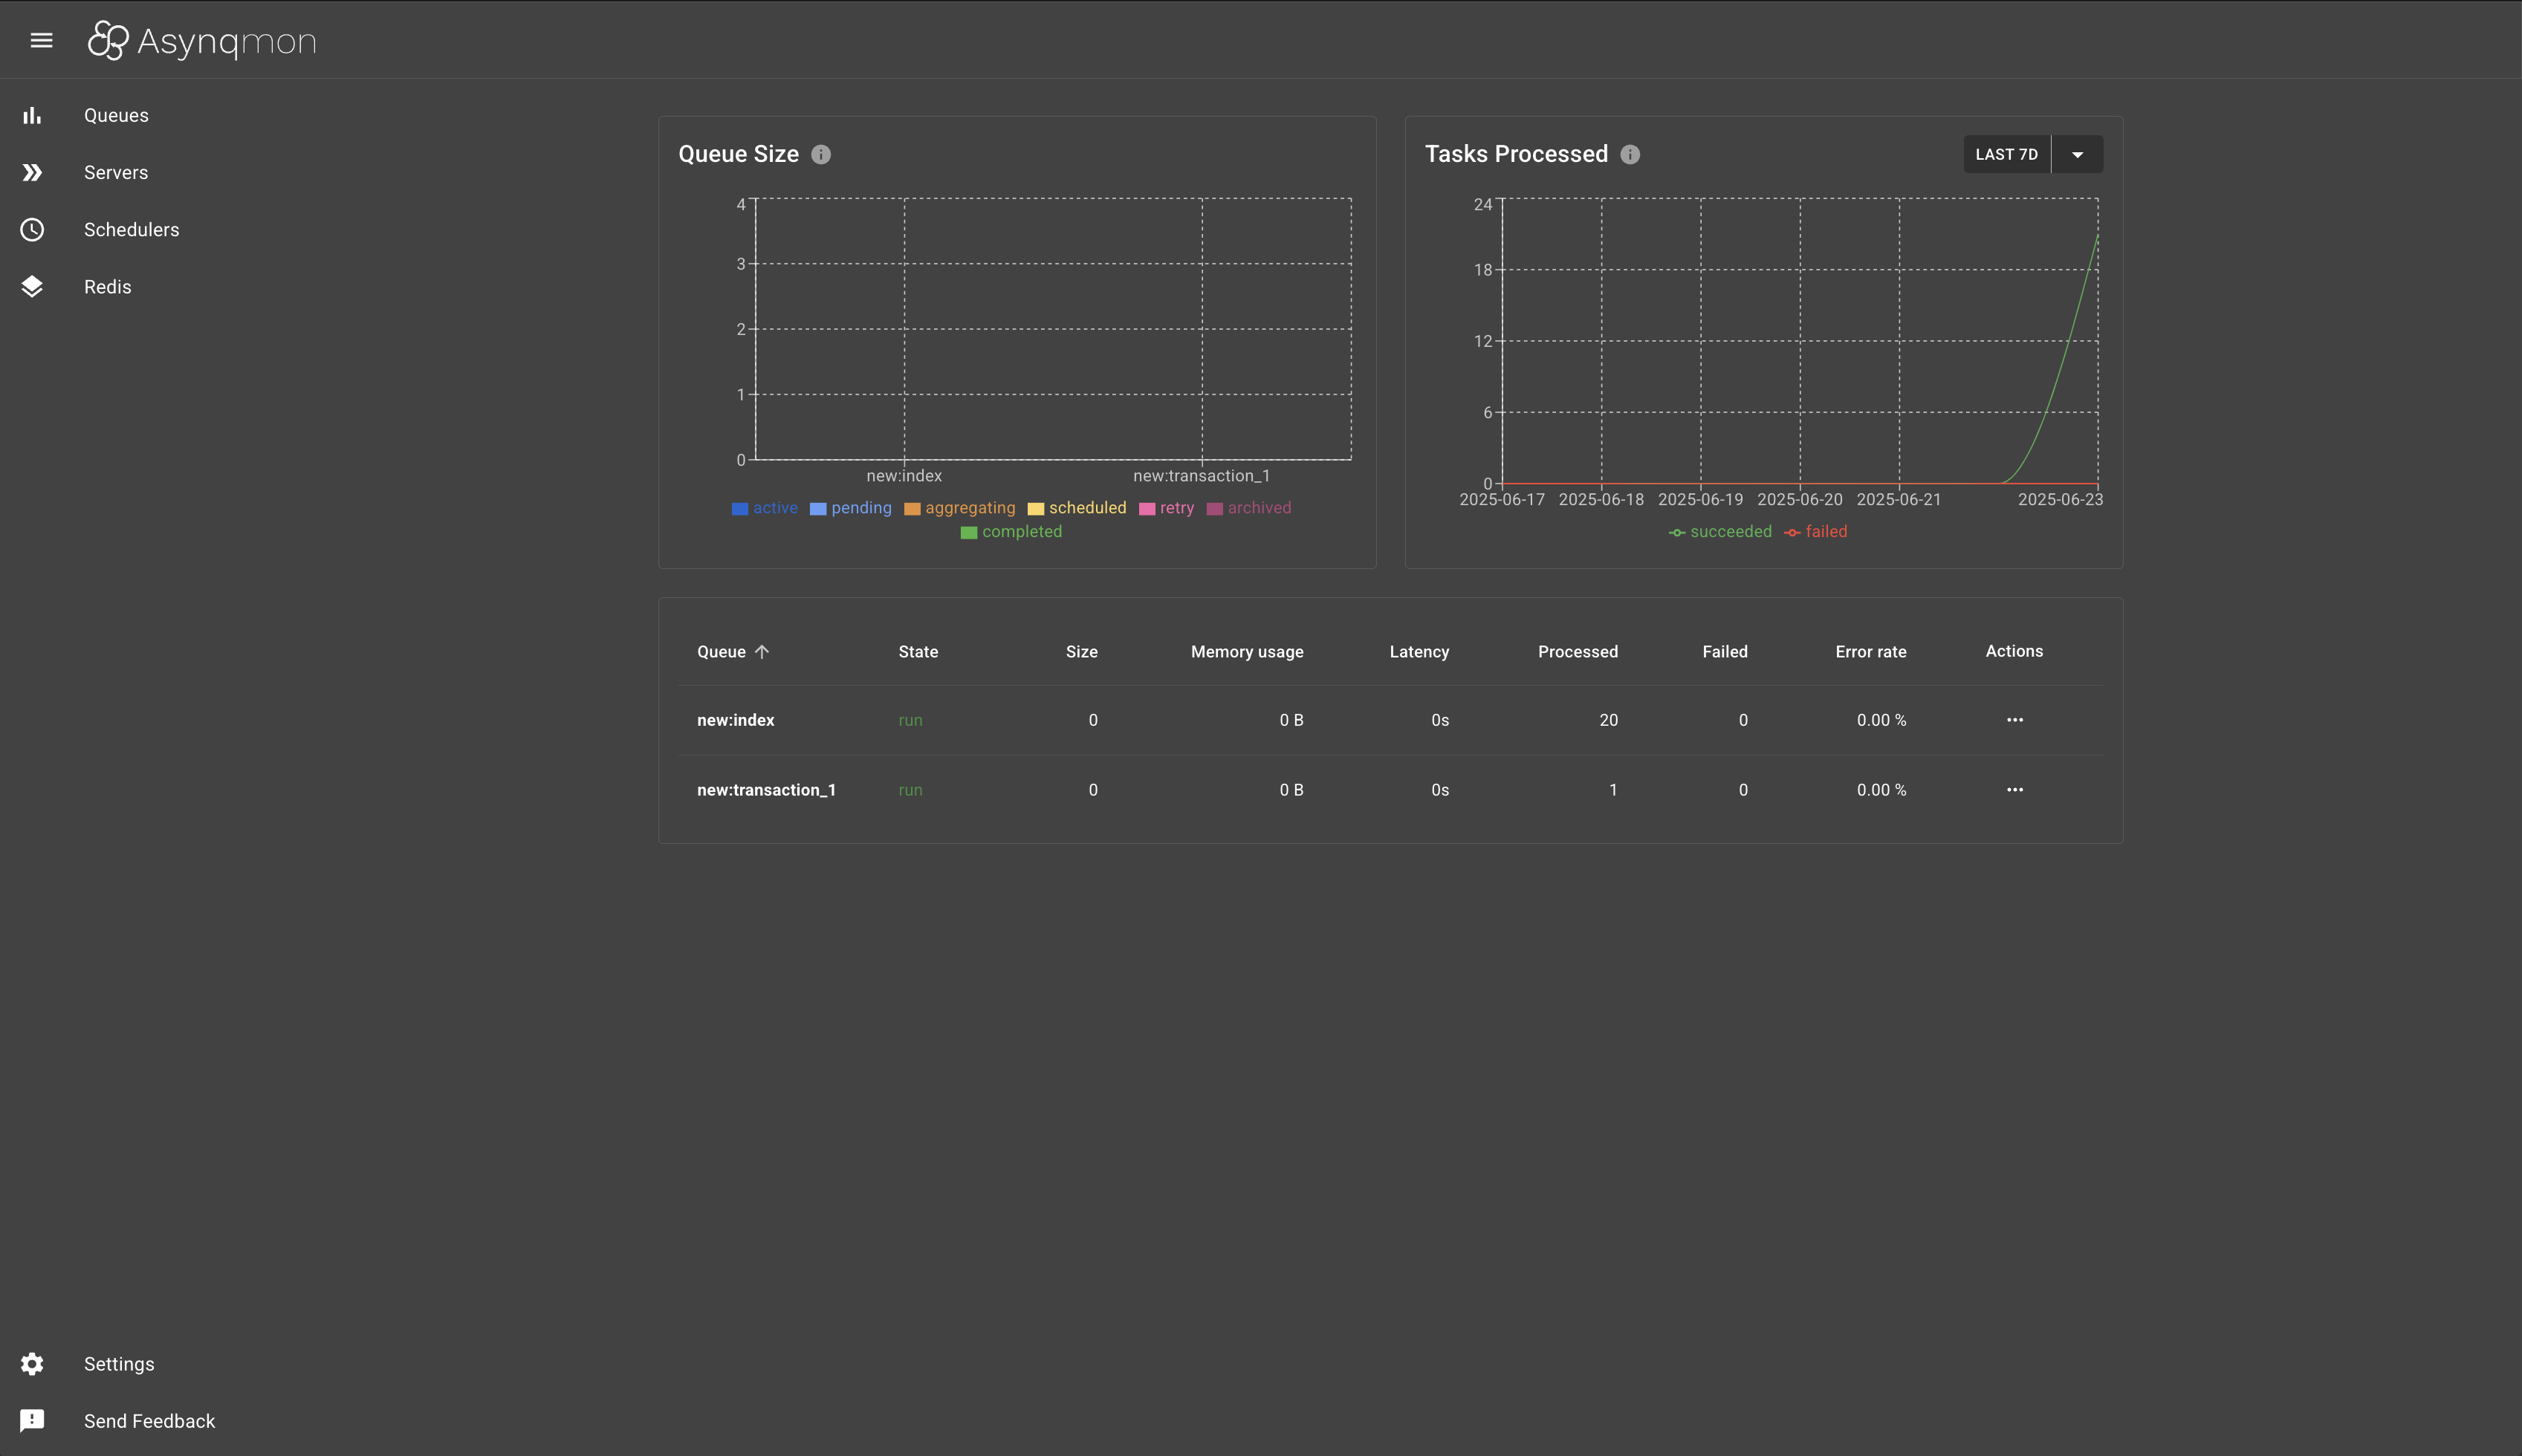 Asynqmon
Queues
Servers
Schedulers
Redis
Queue Size
4
3
2
1
0
new:index new:transaction_1
active pending aggregating scheduled retry archived
completed
Tasks Processed
LAST 7D
24
18
12
6
0
2025-06-17 2025-06-18 2025-06-19 2025-06-20 2025-06-21 2025-06-23
succeeded failed
Queue State Size Memory usage Latency Processed Failed Error rate Actions
new:index run 0 0 B 0s 20 0 0.00 % ...
new:transaction_1 run 0 0 B 0s 1 0 0.00 % ...
Settings
Send Feedback